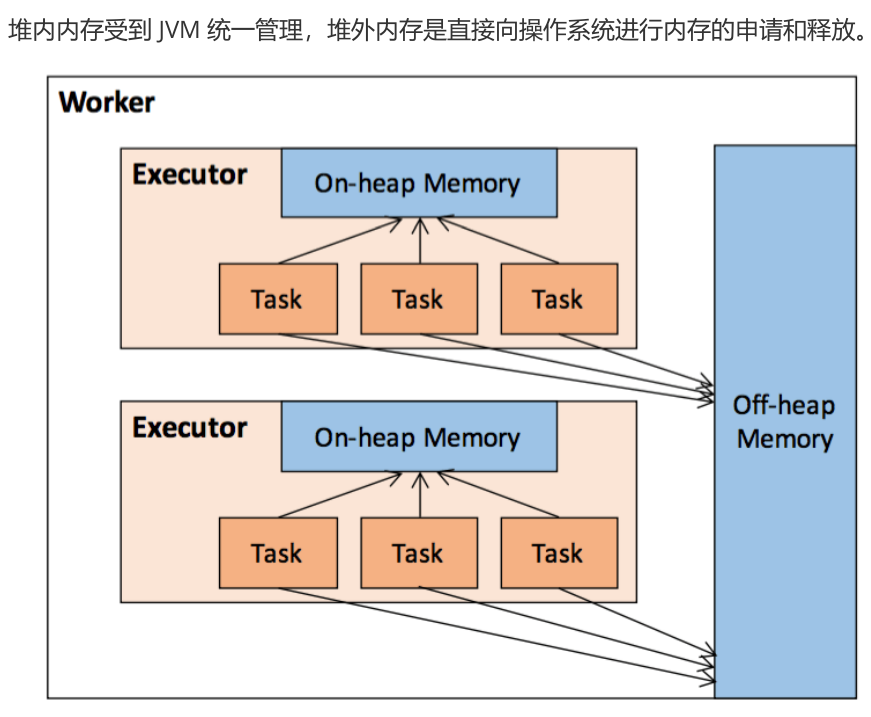 堆内内存受到 JVM 统一管理，堆外内存是直接向操作系统进行内存的申请和释放。
Worker
Executor
On-heap Memory
Task
Task
Task
Executor
On-heap Memory
Task
Task
Task
Off-heap
Memory